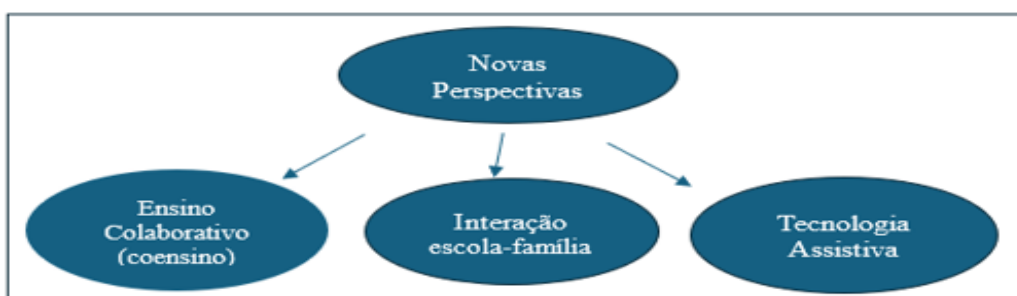 Novas
Perspectivas
Ensino
Colaborativo
(coensino)
Interação
escola-família
Tecnologia
Assistiva